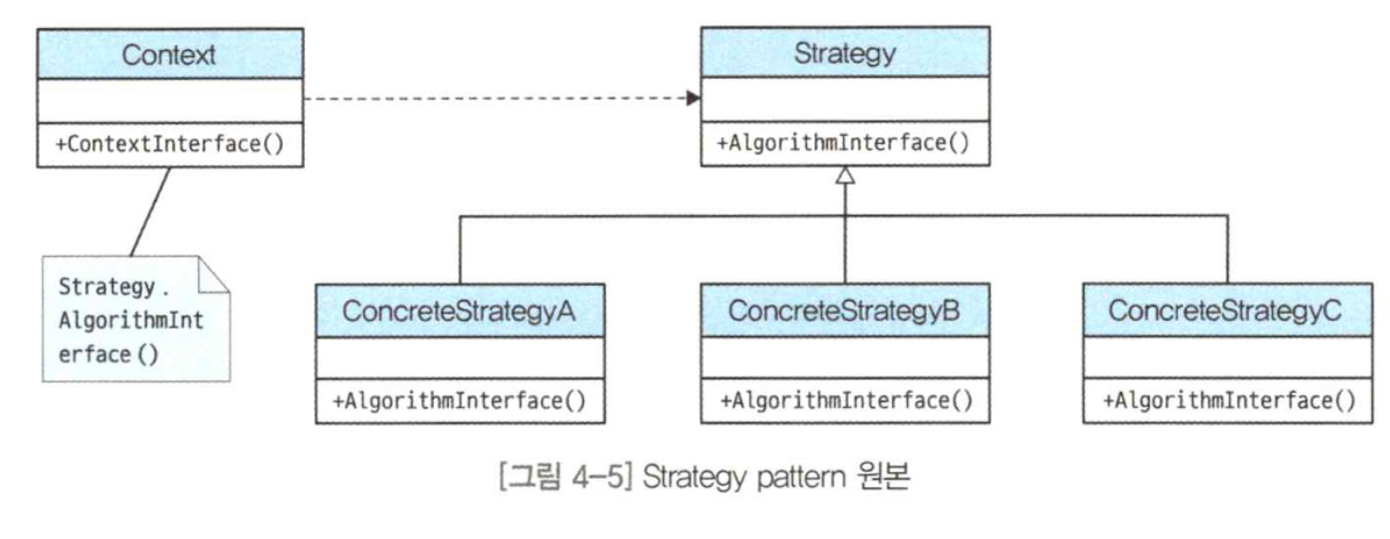 Context
Strategy
+ContextInterface()
+AlgorithmInterface()
Strategy.
AlgorithmInt
erface()
ConcreteStrategyA
ConcreteStrategyB
ConcreteStrategyC
+AlgorithmInterface()
+AlgorithmInterface()
+AlgorithmInterface()
[그림 4-5] Strategy pattern 원본